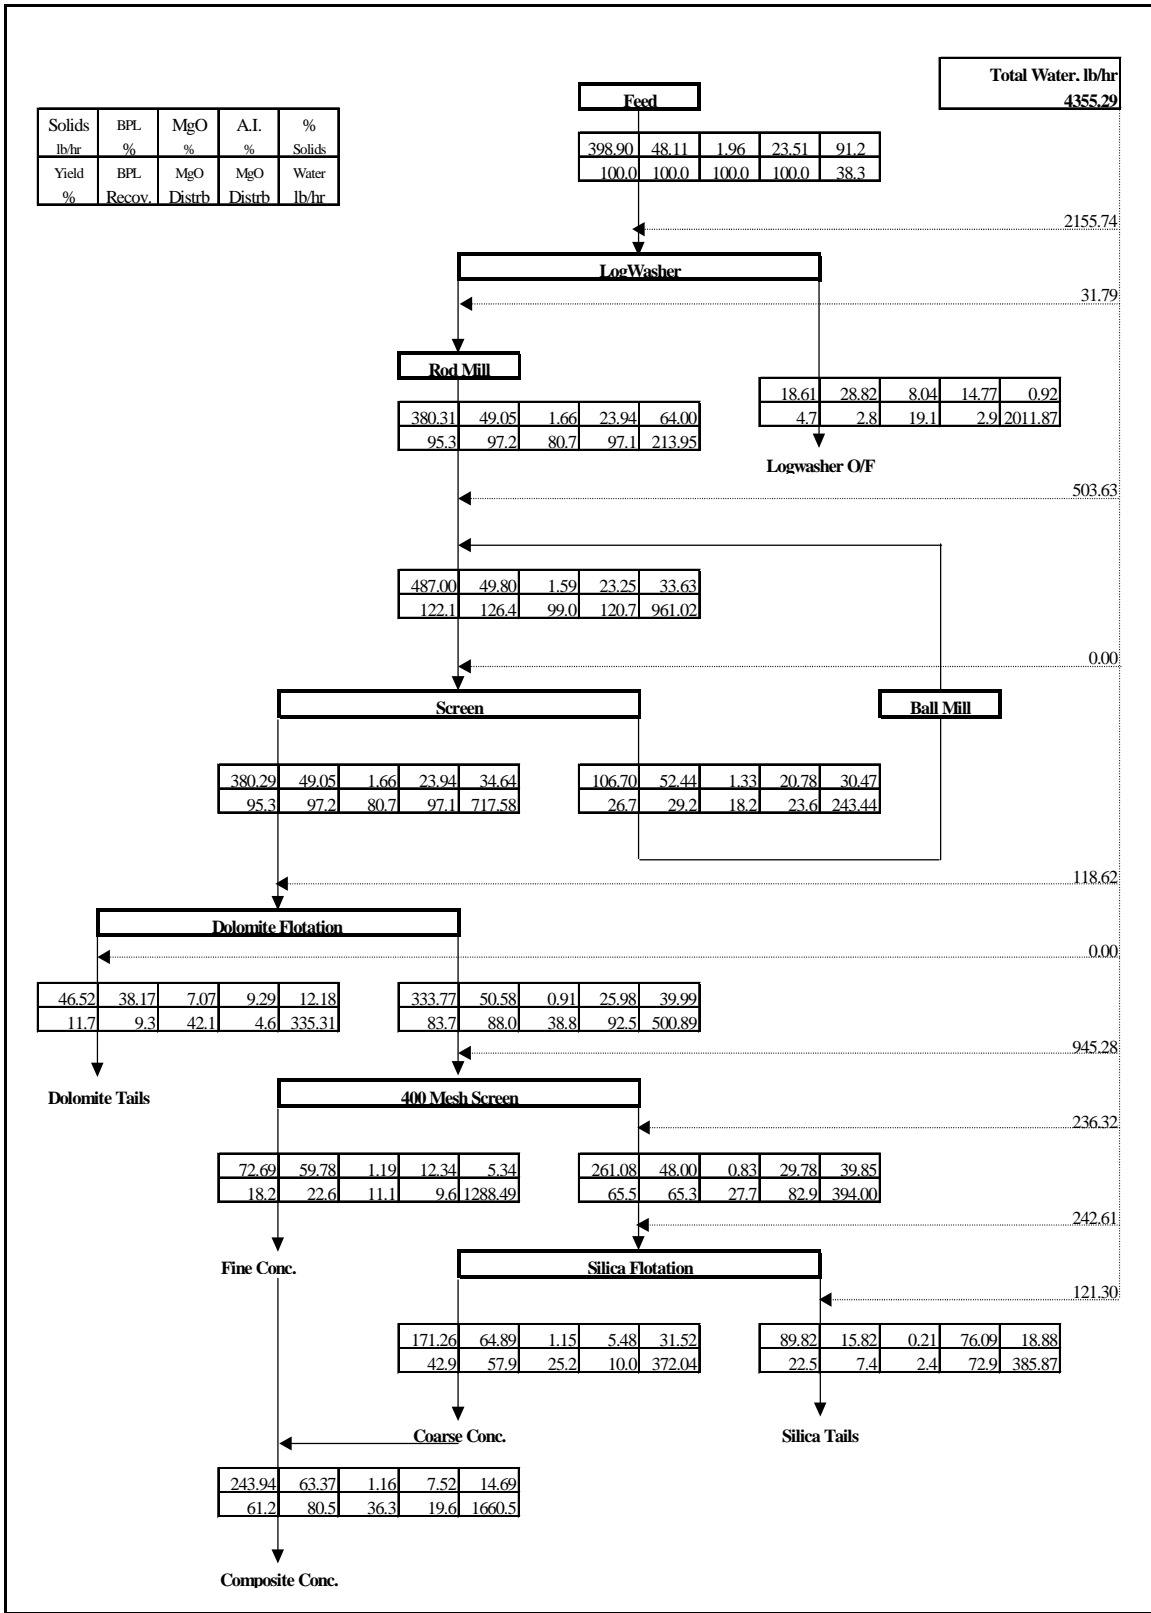 Total Water, lb/hr
4355.29
Feed
Solids BPL MgO A.I. %
lb/hr % % % Solids
Yield BPL MgO MgO Water
% Recov. Distrb Distrb lb/hr
398.90 48.11 1.96 23.51 91.2
100.0 100.0 100.0 100.0 38.3
2155.74
LogWasher
31.79
Rod Mill
18.61 28.82 8.04 14.77 0.92
4.7 2.8 19.1 2.9 2011.87
380.31 49.05 1.66 23.94 64.00
95.3 97.2 80.7 97.1 213.95
Logwasher O/F
503.63
487.00 49.80 1.59 23.25 33.63
122.1 126.4 99.0 120.7 961.02
0.00
Screen
Ball Mill
380.29 49.05 1.66 23.94 34.64
95.3 97.2 80.7 97.1 717.58
106.70 52.44 1.33 20.78 30.47
26.7 29.2 18.2 23.6 243.44
118.62
Dolomite Flotation
0.00
46.52 38.17 7.07 9.29 12.18
11.7 9.3 42.1 4.6 335.31
333.77 50.58 0.91 25.98 39.99
83.7 88.0 38.8 92.5 500.89
945.28
Dolomite Tails
400 Mesh Screen
236.32
72.69 59.78 1.19 12.34 5.34
18.2 22.6 11.1 9.6 1288.49
261.08 48.00 0.83 29.78 39.85
65.5 65.3 27.7 82.9 394.00
242.61
Fine Conc.
Silica Flotation
121.30
171.26 64.89 1.15 5.48 31.52
42.9 57.9 25.2 10.0 372.04
89.82 15.82 0.21 76.09 18.88
22.5 7.4 2.4 72.9 385.87
Coarse Conc.
Silica Tails
243.94 63.37 1.16 7.52 14.69
61.2 80.5 36.3 19.6 1660.5
Composite Conc.